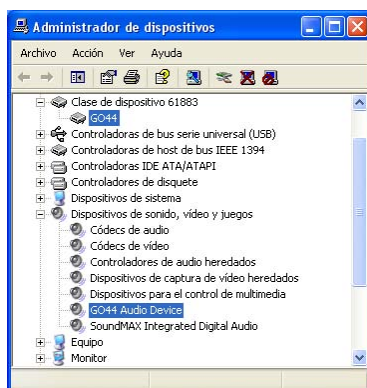 Administrador de dispositivos
Archivo Acción Ver Ayuda
Clase de dispositivo 61883
GO44
Controladoras de bus serie universal (USB)
Controladoras de host de bus IEEE 1394
Controladoras IDE ATA/ATAPI
Controladores de disquete
Dispositivos de sistema
Dispositivos de sonido, vídeo y juegos
Códecs de audio
Códecs de vídeo
Controladores de audio heredados
Dispositivos de captura de vídeo heredados
Dispositivos para el control de multimedia
GO44 Audio Device
SoundMAX Integrated Digital Audio
Equipo
Monitor